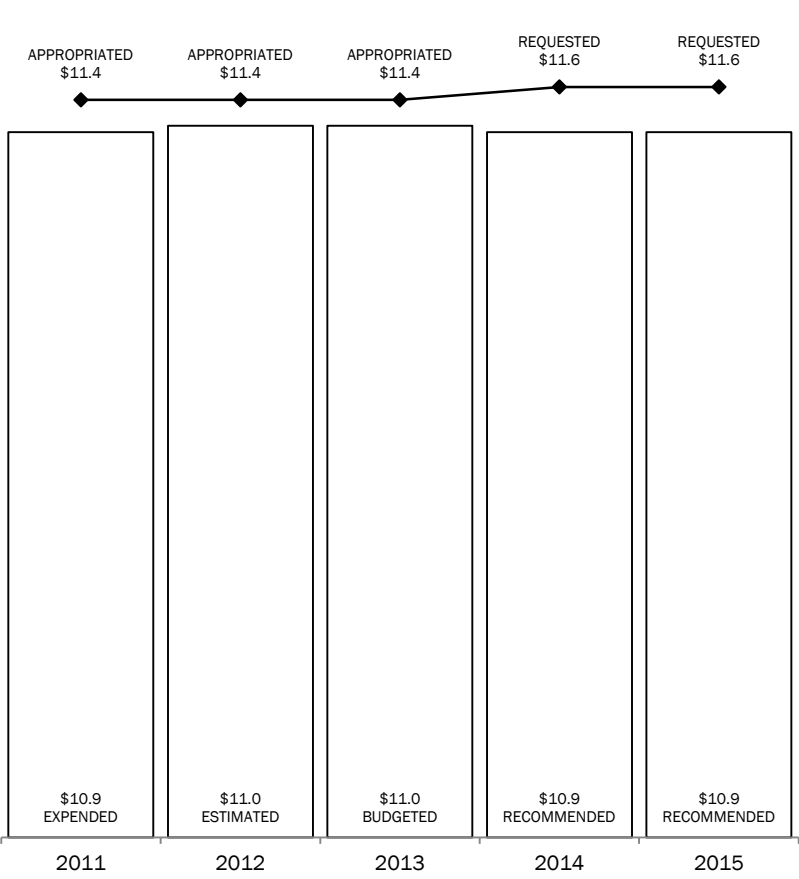 REQUESTED
$11.6
REQUESTED
$11.6
APPROPRIATED
$11.4
APPROPRIATED
$11.4
APPROPRIATED
$11.4
$10.9
EXPENDED
$11.0
ESTIMATED
$11.0
BUDGETED
$10.9
RECOMMENDED
$10.9
RECOMMENDED
2011
2012
2013
2014
2015